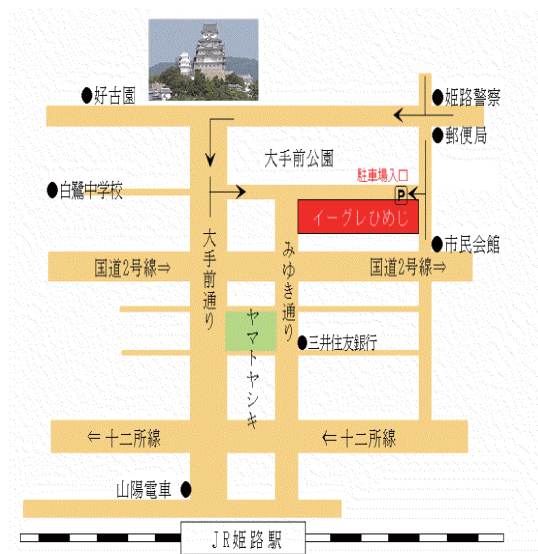 ●好古園
●姫路警察
●郵便局
大手前公園
駐車場入口
P
●白鷺中学校
イーグレひめじ
●市民会館
大手前通り
みゆき通り
国道2号線⇒
国道2号線⇒
ヤマトヤシキ
●三井住友銀行
⇐十二所線
⇐十二所線
山陽電車●
JR姫路駅